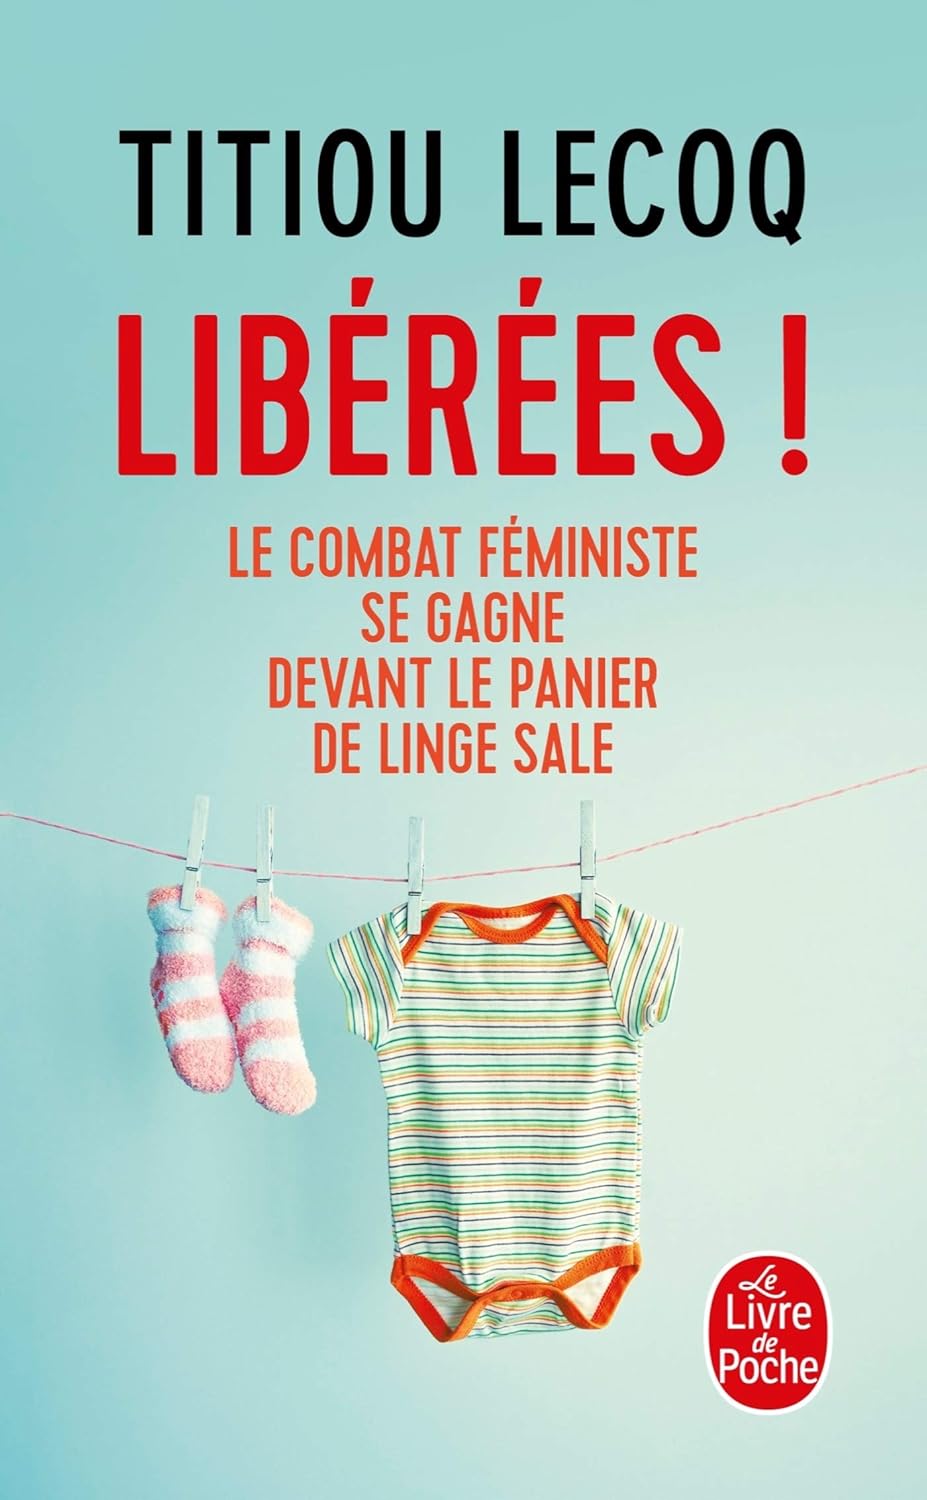 TITIOU LECOQ
LIBÉRÉES !
LE COMBAT FÉMINISTE
SE GAGNE
DEVANT LE PANIER
DE LINGE SALE
Le
Livre
de
Poche